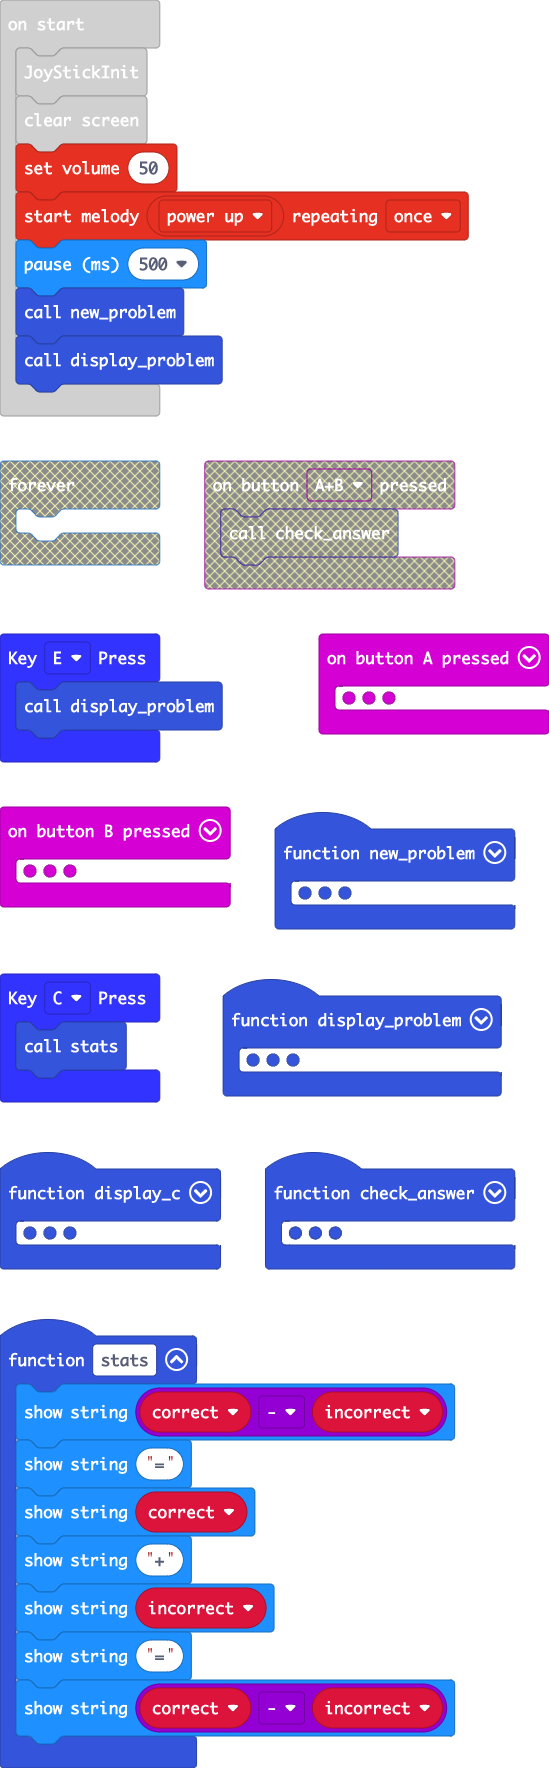 on start
JoyStickInit
clear screen
set volume 50
start melody power up repeating once
pause (ms) 500
call new_problem
call display_problem
forever
on button A+B pressed
call check_answer
Key E Press
call display_problem
on button A pressed
on button B pressed
function new_problem
Key C Press
call stats
function display_problem
function display_c
function check_answer
function stats
show string correct - incorrect
show string "="
show string correct
show string "+"
show string incorrect
show string "="
show string correct - incorrect